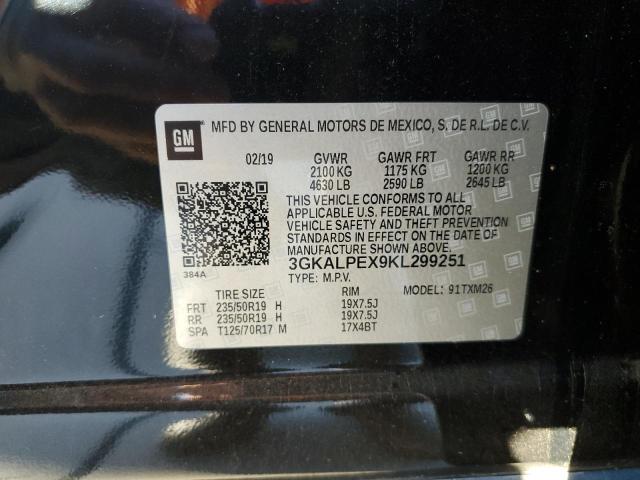 GM MFD BY GENERAL MOTORS DE MEXICO, S. DE R.L. DE C.V.
02/19 GVWR GAWR FRT GAWR RR
2100 KG 1175 KG 1200 KG
4630 LB 2590 LB 2645 LB
THIS VEHICLE CONFORMS TO ALL
APPLICABLE U.S. FEDERAL MOTOR
VEHICLE SAFETY AND THEFT PREVENTION
STANDARDS IN EFFECT ON THE DATE
OF MANUFACTURE SHOWN ABOVE.
384A 3GKALPEX9KL299251
TYPE: M.P.V. MODEL: 91TXM26
TIRE SIZE RIM
FRT 235/50R19 H 19X7.5J
RR 235/50R19 H 19X7.5J
SPA T125/70R17 M 17X4BT